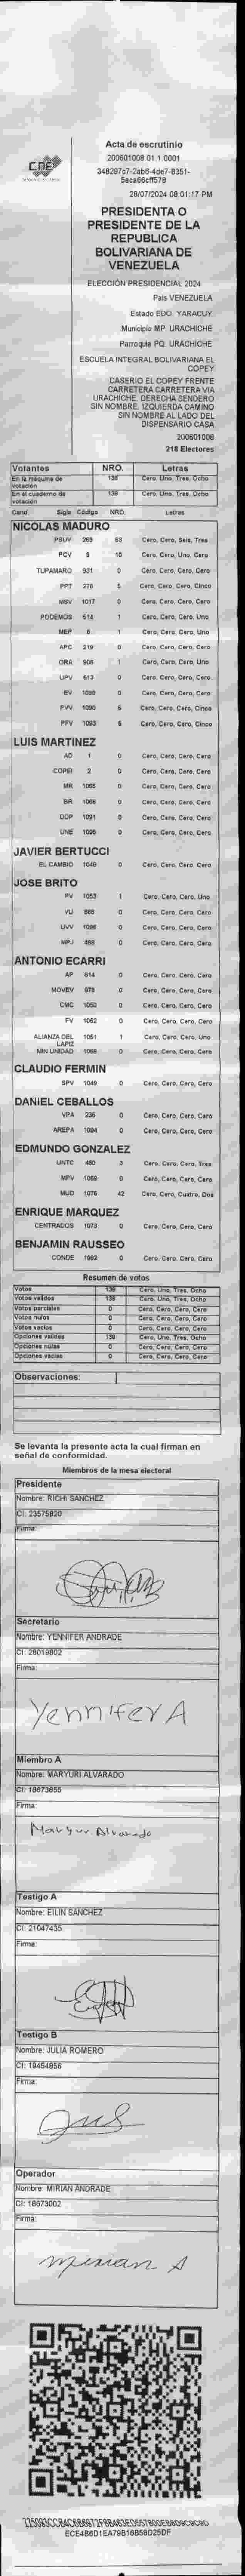 CNE
Acta de escrutinio
200601008.01.1.0001
28/07/2024 08:01:17 PM
PRESIDENTA O
PRESIDENTE DE LA
REPUBLICA
BOLIVARIANA DE
VENEZUELA
ELECCIÓN PRESIDENCIAL 2024
Pais VENEZUELA
Estado EDO. YARACUY
Municipio MP. URACHICHE
Parroquia PQ. URACHICHE
ESCUELA INTEGRAL BOLIVARIANA EL
COPEY
CASERIO EL COPEY FRENTE
CARRETERA CARRETERA VIA
URACHICHE. DERECHA SENDERO
SIN NOMBRE. IZQUIERDA CAMINO
SIN NOMBRE AL LADO DEL
DISPENSARIO CASA
200601008
218 Electores
Votantes NRO. Letras
En la máquina de votación 138 Cero, Uno, Tres, Ocho
En el cuaderno de votación 138 Cero, Uno, Tres, Ocho
Cand. Sigla Código NRO. Letras
NICOLAS MADURO
PSUV 269 63 Cero, Cero, Seis, Tres
PCV 9 10 Cero, Cero, Uno, Cero
TUPAMARO 931 0 Cero, Cero, Cero, Cero
PPT 276 5 Cero, Cero, Cero, Cinco
MSV 1017 0 Cero, Cero, Cero, Cero
PODEMOS 514 1 Cero, Cero, Cero, Uno
MEP 6 1 Cero, Cero, Cero, Uno
APC 219 0 Cero, Cero, Cero, Cero
ORA 908 1 Cero, Cero, Cero, Uno
UPV 613 0 Cero, Cero, Cero, Cero
EV 1089 0 Cero, Cero, Cero, Cero
PVV 1090 5 Cero, Cero, Cero, Cinco
PFV 1093 5 Cero, Cero, Cero, Cinco
LUIS MARTINEZ
AD 1 0 Cero, Cero, Cero, Cero
COPEI 2 0 Cero, Cero, Cero, Cero
MR 1065 0 Cero, Cero, Cero, Cero
BR 1066 0 Cero, Cero, Cero, Cero
DDP 1091 0 Cero, Cero, Cero, Cero
UNE 1095 0 Cero, Cero, Cero, Cero
JAVIER BERTUCCI
EL CAMBIO 1048 0 Cero, Cero, Cero, Cero
JOSE BRITO
PV 1053 1 Cero, Cero, Cero, Uno
VU 868 0 Cero, Cero, Cero, Cero
UVV 1096 0 Cero, Cero, Cero, Cero
MPJ 458 0 Cero, Cero, Cero, Cero
ANTONIO ECARRI
AP 614 0 Cero, Cero, Cero, Cero
MOVEV 978 0 Cero, Cero, Cero, Cero
CMC 1050 0 Cero, Cero, Cero, Cero
FV 1062 0 Cero, Cero, Cero, Cero
ALIANZA DEL LAPIZ 1051 1 Cero, Cero, Cero, Uno
MIN UNIDAD 1069 0 Cero, Cero, Cero, Cero
CLAUDIO FERMIN
SPV 1049 0 Cero, Cero, Cero, Cero
DANIEL CEBALLOS
VPA 236 0 Cero, Cero, Cero, Cero
AREPA 1094 0 Cero, Cero, Cero, Cero
EDMUNDO GONZALEZ
UNTC 480 3 Cero, Cero, Cero, Tres
MPV 1059 0 Cero, Cero, Cero, Cero
MUD 1076 42 Cero, Cero, Cuatro, Dos
ENRIQUE MARQUEZ
CENTRADOS 1073 0 Cero, Cero, Cero, Cero
BENJAMIN RAUSSEO
CONDE 1092 0 Cero, Cero, Cero, Cero
Resumen de votos
Votos 138 Cero, Uno, Tres, Ocho
Votos válidos 138 Cero, Uno, Tres, Ocho
Votos parciales 0 Cero, Cero, Cero, Cero
Votos nulos 0 Cero, Cero, Cero, Cero
Votos vacíos 0 Cero, Cero, Cero, Cero
Opciones válidas 138 Cero, Uno, Tres, Ocho
Opciones nulas 0 Cero, Cero, Cero, Cero
Opciones vacías 0 Cero, Cero, Cero, Cero
Observaciones:
Se levanta la presente acta la cual firman en
señal de conformidad.
Miembros de la mesa electoral
Presidente
Nombre: RICHI SANCHEZ
CI: 23575820
Firma:
Secretario
Nombre: YENNIFER ANDRADE
CI: 28019802
Firma:
Yennifer A
Miembro A
Nombre: MARYURI ALVARADO
CI: 18673855
Firma:
Maryuri Alvarado
Testigo A
Nombre: EILIN SANCHEZ
CI: 21047435
Firma:
Testigo B
Nombre: JULIA ROMERO
CI: 10454856
Firma:
Operador
Nombre: MIRIAN ANDRADE
CI: 18673002
Firma:
mirian A
ECE4B6D1EA79B16B58D25DF